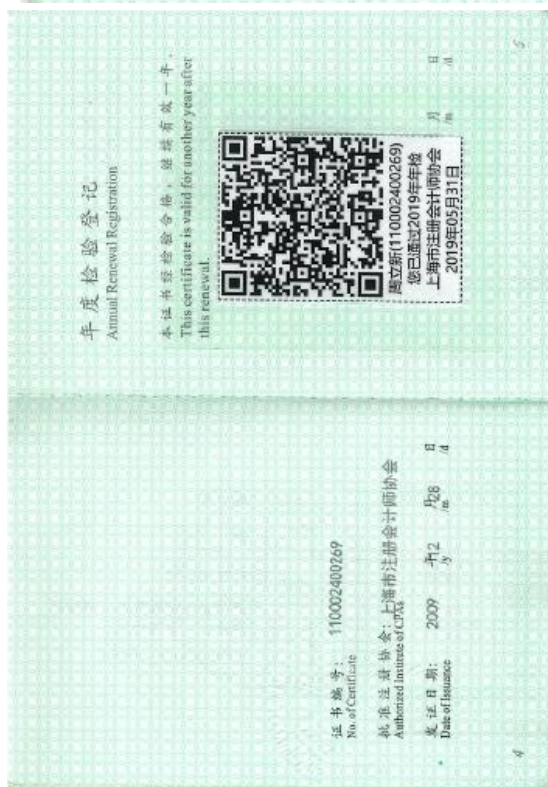 证书编号： 110002400269
No. of Certificate
批准注册协会： 上海市注册会计师协会
Authorized Institute of CPAs
发证日期： 2009 年 12 月 28 日
Date of Issuance /y /m /d
4
年度检验登记
Annual Renewal Registration
本证书经检验合格，继续有效一年。
This certificate is valid for another year after
this renewal.
周立新(110002400269)
您已通过2019年年检
上海市注册会计师协会
2019年05月31日
月 日
/m /d
5